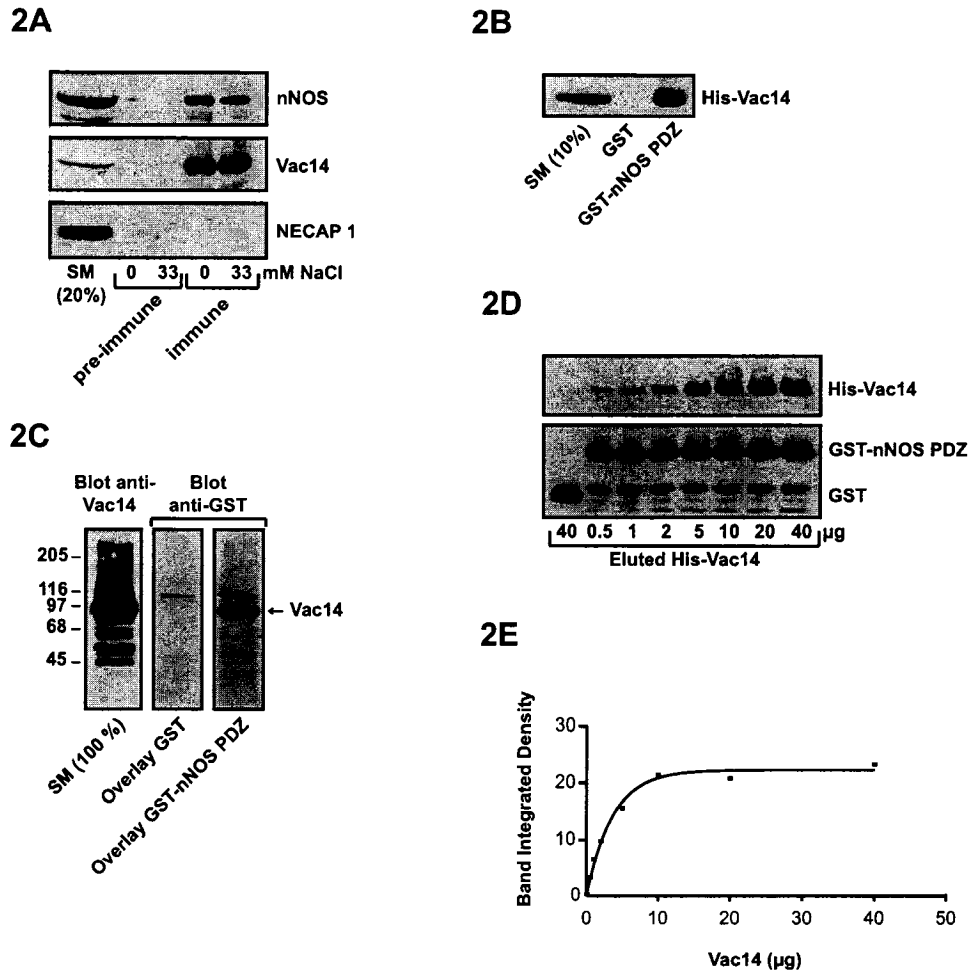 2A
nNOS
Vac14
NECAP 1
SM (20%)
0 33 0 33 mM NaCl
pre-immune
immune
2B
His-Vac14
SM (10%)
GST
GST-nNOS PDZ
2C
Blot anti-Vac14
Blot anti-GST
205
116
97
68
45
← Vac14
SM (100 %)
Overlay GST
Overlay GST-nNOS PDZ
2D
His-Vac14
GST-nNOS PDZ
GST
40 0.5 1 2 5 10 20 40 µg
Eluted His-Vac14
2E
Band Integrated Density
30
20
10
0
0 10 20 30 40 50
Vac14 (µg)